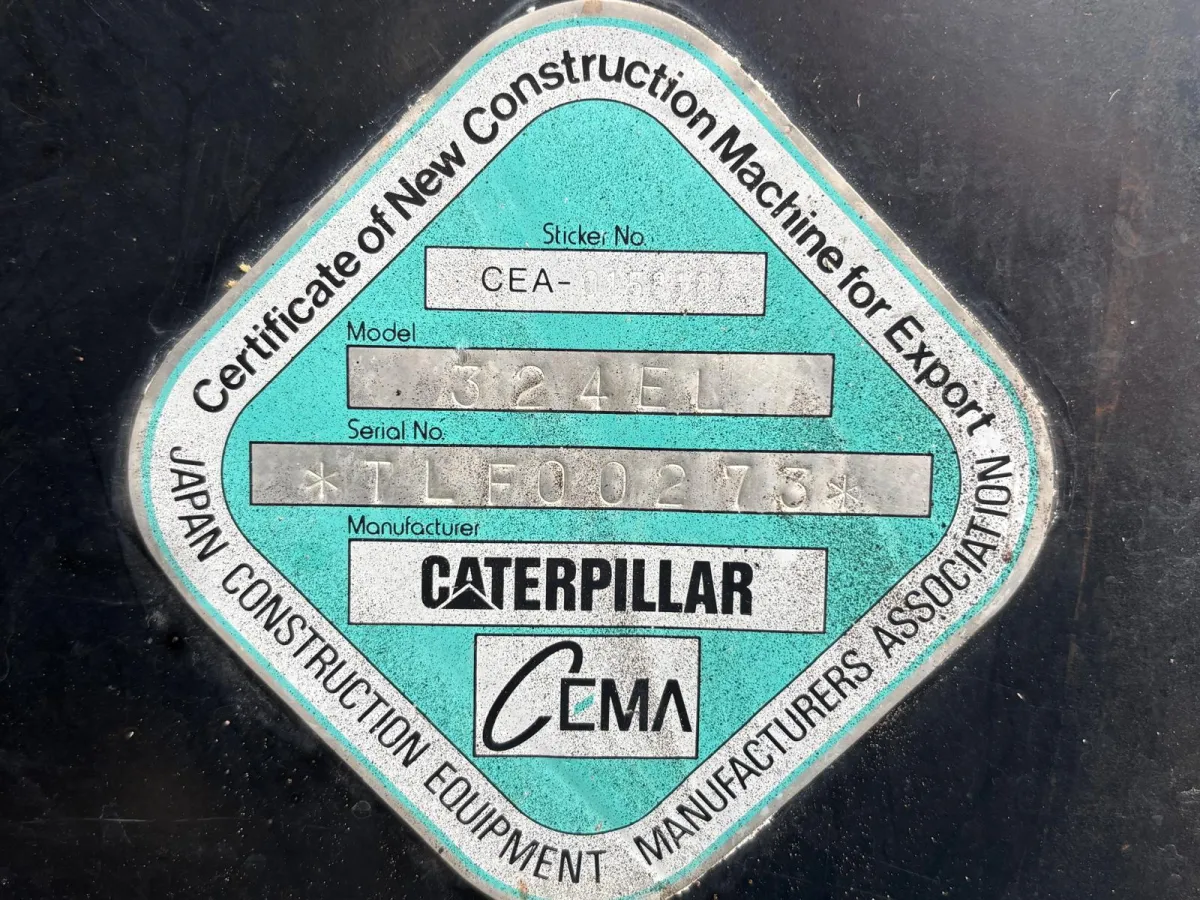 Certificate of New Construction Machine for Export
Sticker No.
CEA-
Model
324EL
Serial No.
*TLF00273*
Manufacturer
CATERPILLAR
CEMA
JAPAN CONSTRUCTION EQUIPMENT MANUFACTURERS ASSOCIATION